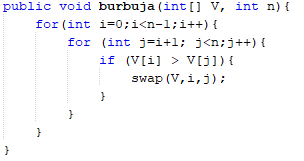 public void burbuja(int[] V, int n){
for(int i=0;i<n-1;i++){
for (int j=i+1; j<n;j++){
if (V[i] > V[j]){
swap(V,i,j);
}
}
}
}